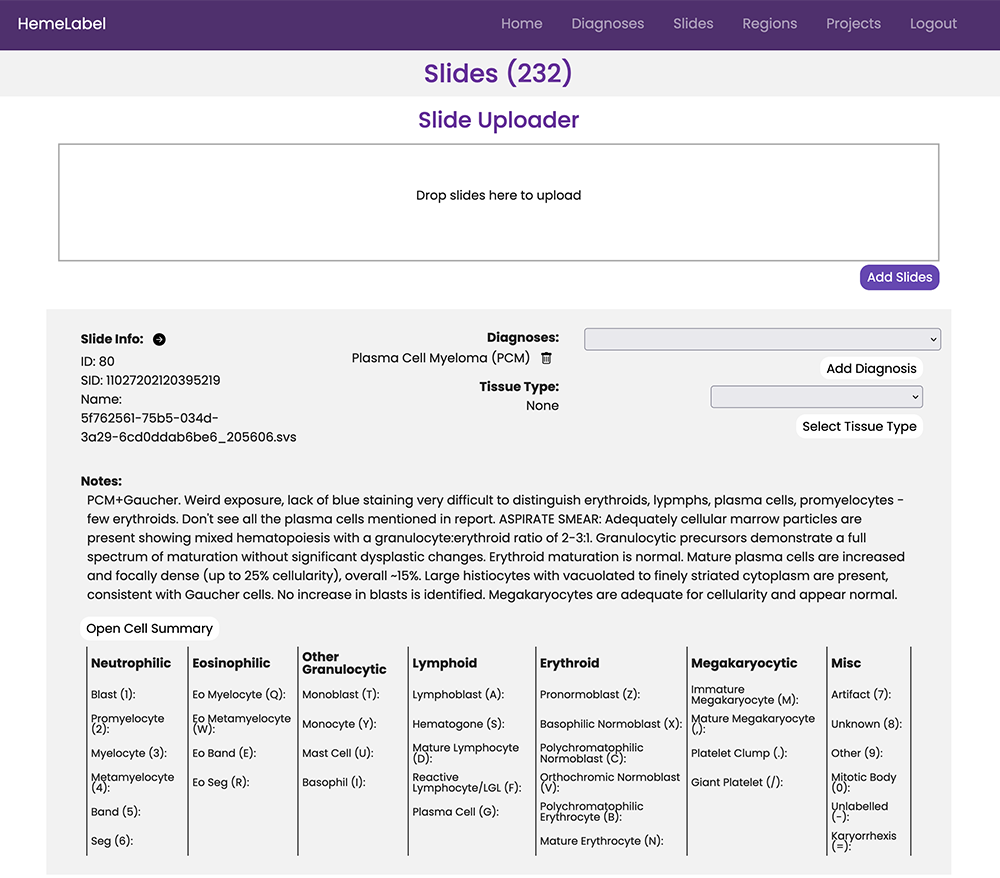 HemeLabel
Home Diagnoses Slides Regions Projects Logout
Slides (232)
Slide Uploader
Drop slides here to upload
Add Slides
Slide Info:
ID: 80
SID: 11027202120395219
Name:
5f762561-75b5-034d-
3a29-6cd0ddab6be6_205606.svs
Diagnoses:
Plasma Cell Myeloma (PCM)
Add Diagnosis
Tissue Type:
None
Select Tissue Type
Notes:
PCM+Gaucher. Weird exposure, lack of blue staining very difficult to distinguish erythroids, lypmphs, plasma cells, promyelocytes -
few erythroids. Don't see all the plasma cells mentioned in report. ASPIRATE SMEAR: Adequately cellular marrow particles are
present showing mixed hematopoiesis with a granulocyte:erythroid ratio of 2-3:1. Granulocytic precursors demonstrate a full
spectrum of maturation without significant dysplastic changes. Erythroid maturation is normal. Mature plasma cells are increased
and focally dense (up to 25% cellularity), overall ~15%. Large histiocytes with vacuolated to finely striated cytoplasm are present,
consistent with Gaucher cells. No increase in blasts is identified. Megakaryocytes are adequate for cellularity and appear normal.
Open Cell Summary
Neutrophilic
Blast (1):
Promyelocyte
(2):
Myelocyte (3):
Metamyelocyte
(4):
Band (5):
Seg (6):
Eosinophilic
Eo Myelocyte (Q):
Eo Metamyelocyte
(W):
Eo Band (E):
Eo Seg (R):
Other
Granulocytic
Monoblast (T):
Monocyte (Y):
Mast Cell (U):
Basophil (I):
Lymphoid
Lymphoblast (A):
Hematogone (S):
Mature Lymphocyte
(D):
Reactive
Lymphocyte/LGL (F):
Plasma Cell (G):
Erythroid
Pronormoblast (Z):
Basophilic Normoblast (X):
Polychromatophilic
Normoblast (C):
Orthochromic Normoblast
(V):
Polychromatophilic
Erythrocyte (B):
Mature Erythrocyte (N):
Megakaryocytic
Immature
Megakaryocyte (M):
Mature Megakaryocyte
(,):
Platelet Clump (.):
Giant Platelet (/):
Misc
Artifact (7):
Unknown (8):
Other (9):
Mitotic Body
(0):
Unlabelled
(-):
Karyorrhexis
(=):